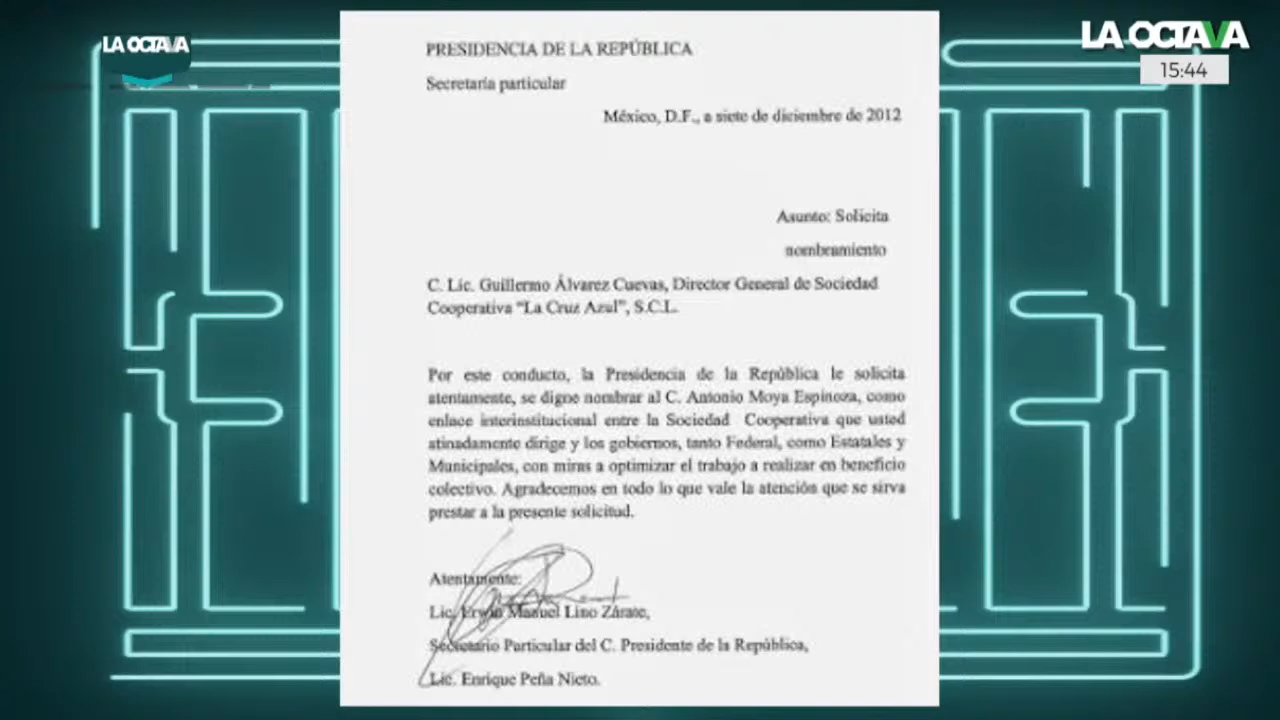 LA OCTAVA
LA OCTAVA
15:44
PRESIDENCIA DE LA REPÚBLICA
Secretaría particular
México, D.F., a siete de diciembre de 2012
Asunto: Solicita
nombramiento
C. Lic. Guillermo Álvarez Cuevas, Director General de Sociedad
Cooperativa “La Cruz Azul”, S.C.L.
Por este conducto, la Presidencia de la República le solicita
atentamente, se digne nombrar al C. Antonio Moya Espinoza, como
enlace interinstitucional entre la Sociedad Cooperativa que usted
atinadamente dirige y los gobiernos, tanto Federal, como Estatales y
Municipales, con miras a optimizar el trabajo a realizar en beneficio
colectivo. Agradecemos en todo lo que vale la atención que se sirva
prestar a la presente solicitud.
Atentamente:
Lic. Erwin Manuel Lino Zárate,
Secretario Particular del C. Presidente de la República,
Lic. Enrique Peña Nieto.